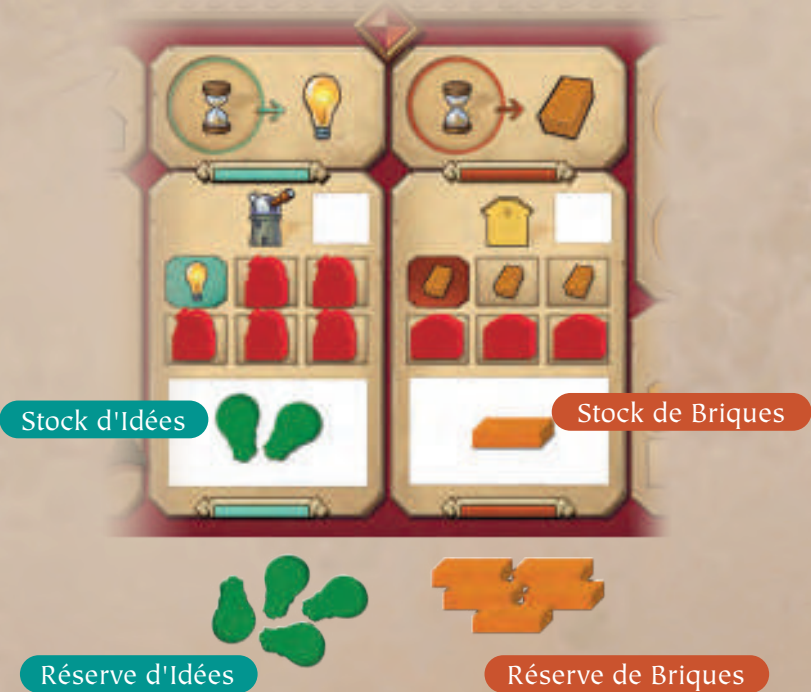 Stock d'Idées
Stock de Briques
Réserve d'Idées
Réserve de Briques